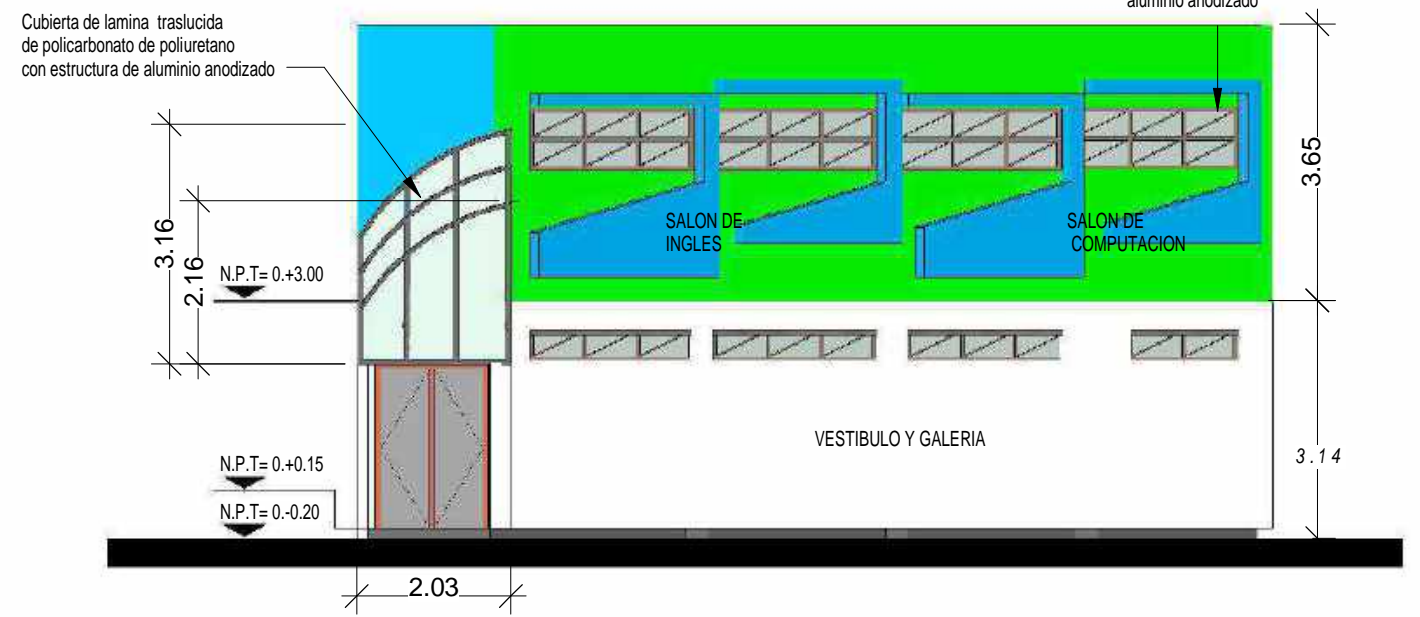 aluminio anodizado
Cubierta de lamina traslucida
de policarbonato de poliuretano
con estructura de aluminio anodizado
3.65
3.16
2.16
SALON DE
INGLES
SALON DE
COMPUTACION
N.P.T= 0.+3.00
VESTIBULO Y GALERIA
3.14
N.P.T= 0.+0.15
N.P.T= 0.-0.20
2.03